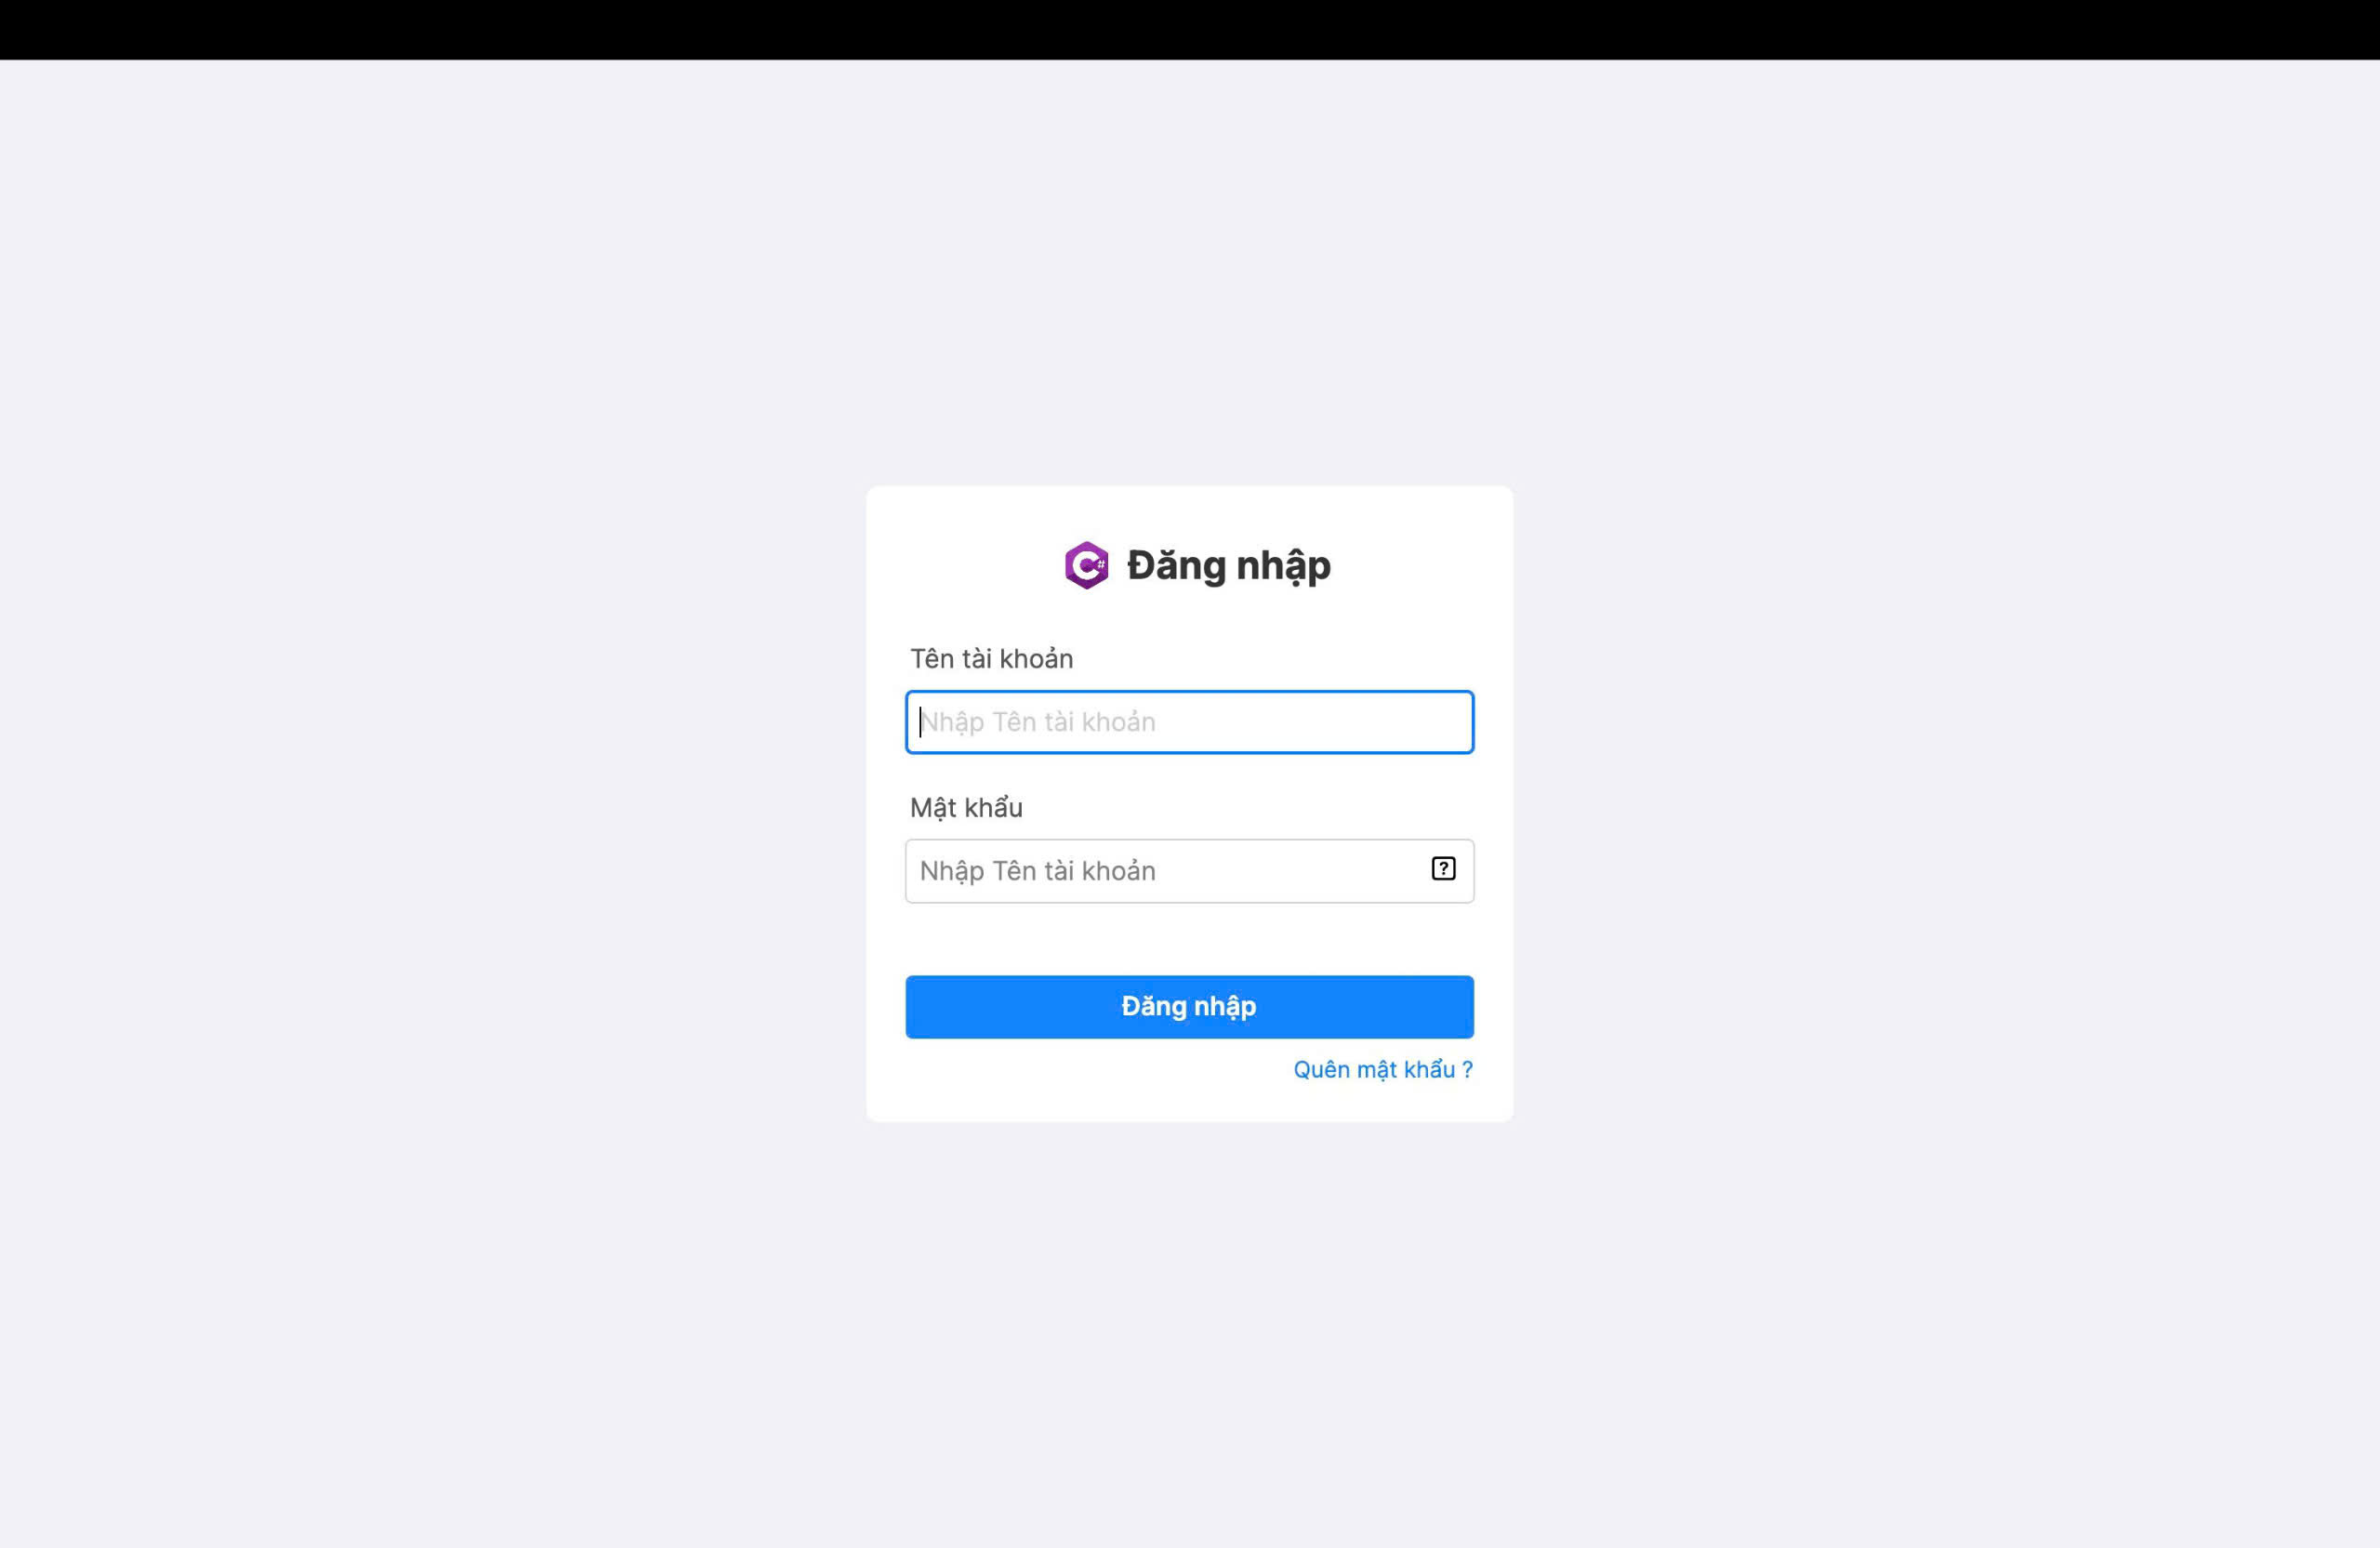 C# Đăng nhập
Tên tài khoản
Nhập Tên tài khoản
Mật khẩu
Nhập Tên tài khoản
?
Đăng nhập
Quên mật khẩu ?